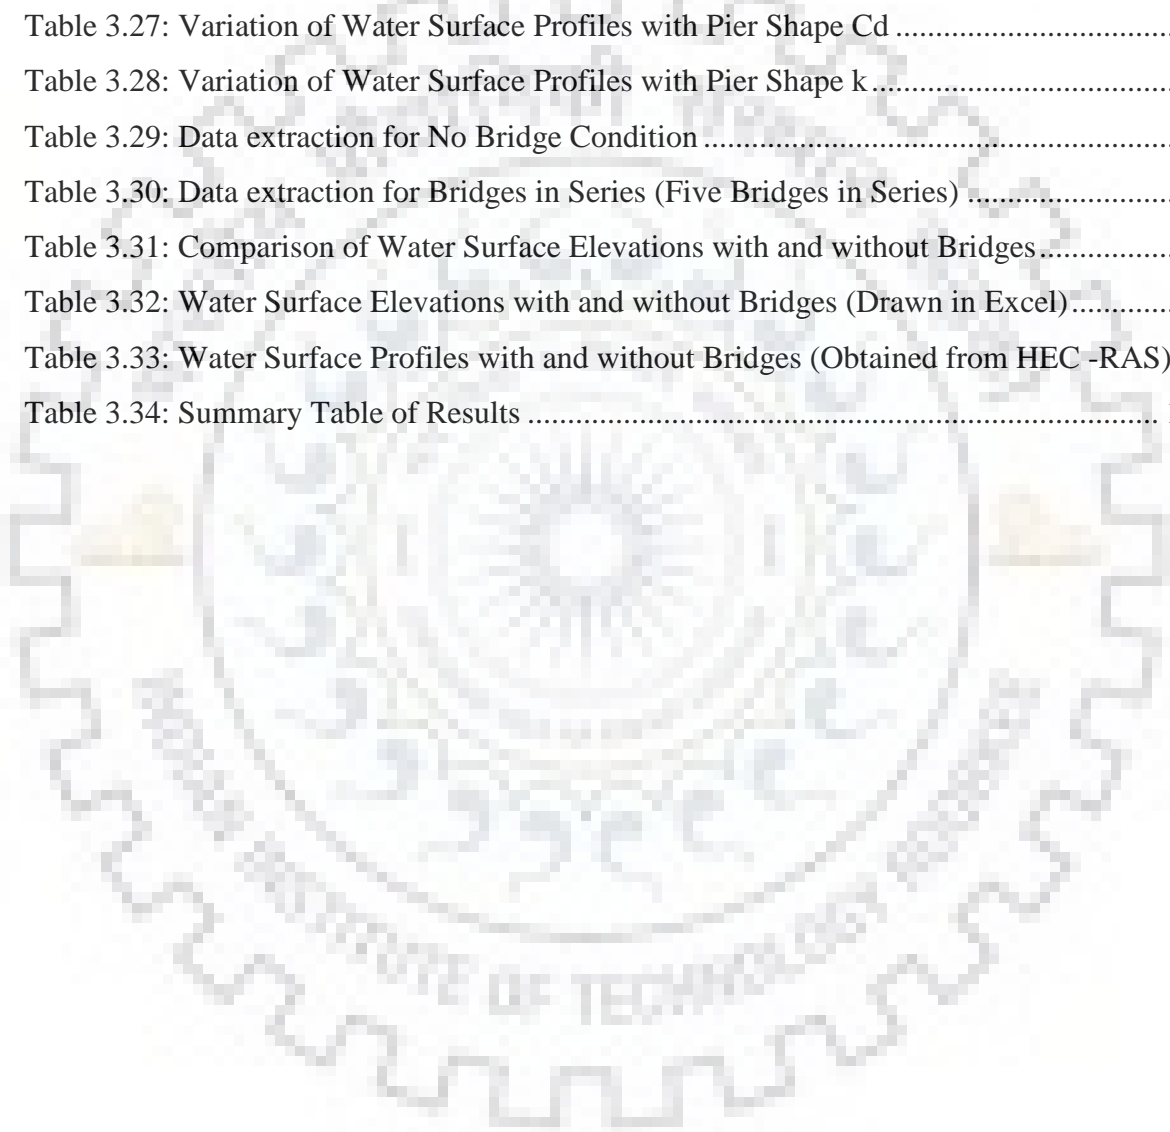 Table 3.27: Variation of Water Surface Profiles with Pier Shape Cd ..................................
Table 3.28: Variation of Water Surface Profiles with Pier Shape k.....................................
Table 3.29: Data extraction for No Bridge Condition ..........................................................
Table 3.30: Data extraction for Bridges in Series (Five Bridges in Series) .........................
Table 3.31: Comparison of Water Surface Elevations with and without Bridges................
Table 3.32: Water Surface Elevations with and without Bridges (Drawn in Excel)............
Table 3.33: Water Surface Profiles with and without Bridges (Obtained from HEC -RAS)
Table 3.34: Summary Table of Results ..............................................................................
INSTITUTE OF TECHNOLOGY ROORKEE